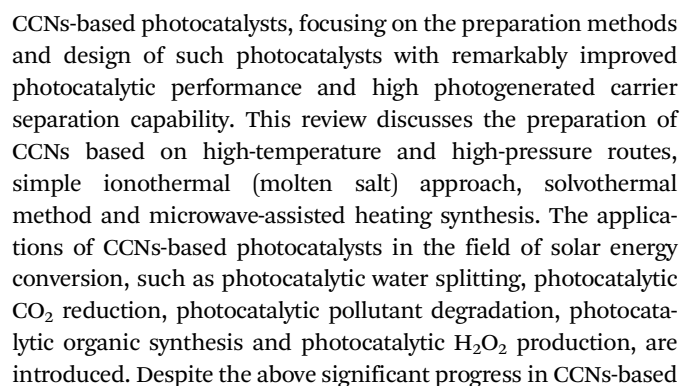 CCNs-based photocatalysts, focusing on the preparation methods
and design of such photocatalysts with remarkably improved
photocatalytic performance and high photogenerated carrier
separation capability. This review discusses the preparation of
CCNs based on high-temperature and high-pressure routes,
simple ionothermal (molten salt) approach, solvothermal
method and microwave-assisted heating synthesis. The applica-
tions of CCNs-based photocatalysts in the field of solar energy
conversion, such as photocatalytic water splitting, photocatalytic
CO₂ reduction, photocatalytic pollutant degradation, photocata-
lytic organic synthesis and photocatalytic H₂O₂ production, are
introduced. Despite the above significant progress in CCNs-based